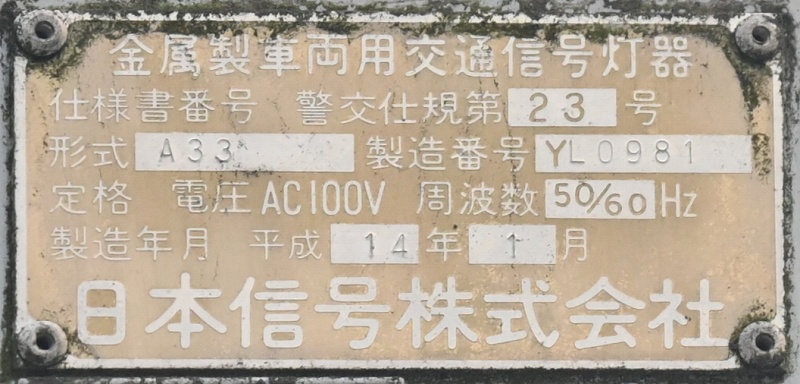 金属製車両用交通信号灯器
仕様書番号 警交仕規第 23 号
形式 A33 製造番号 YL0981
定格 電圧 AC100V 周波数 50/60 Hz
製造年月 平成 14 年 1 月
日本信号株式会社